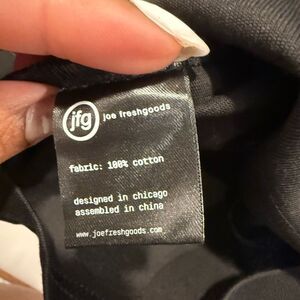 jfg
joe freshgoods
fabric: 100% cotton
designed in chicago
assembled in china
www.joefreshgoods.com